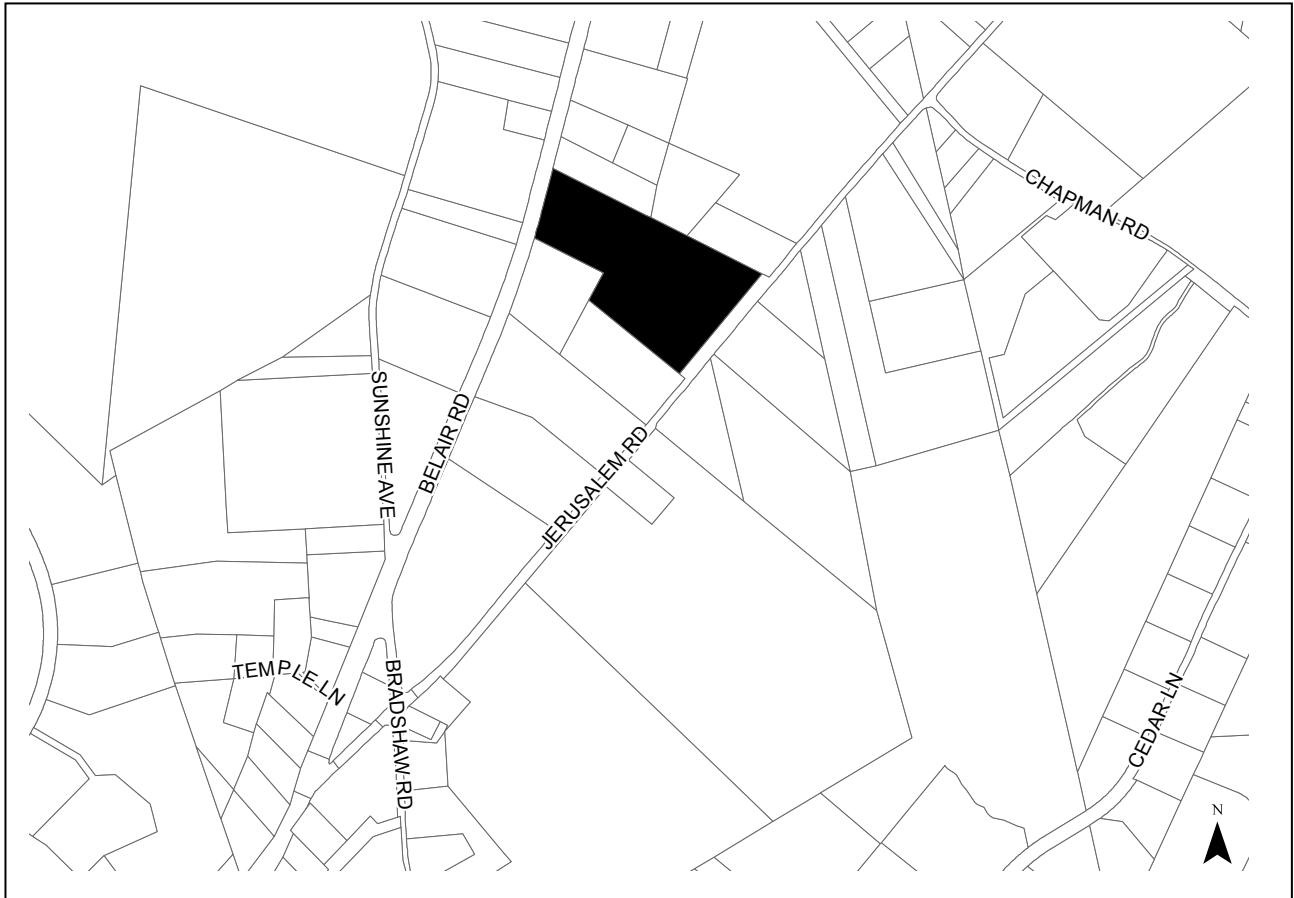 CHAPMAN RD
SUNSHINE AVE
BELAIR RD
JERUSALEM RD
TEMPLE LN
BRADSHAW RD
CEDAR LN
N